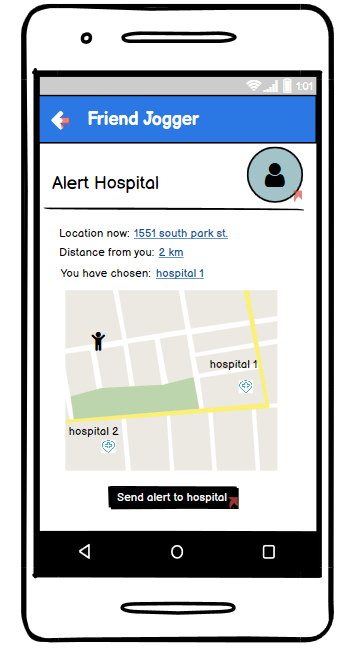 1:01
Friend Jogger
Alert Hospital
Location now: 1551 south park st.
Distance from you: 2 km
You have chosen: hospital 1
hospital 1
hospital 2
Send alert to hospital